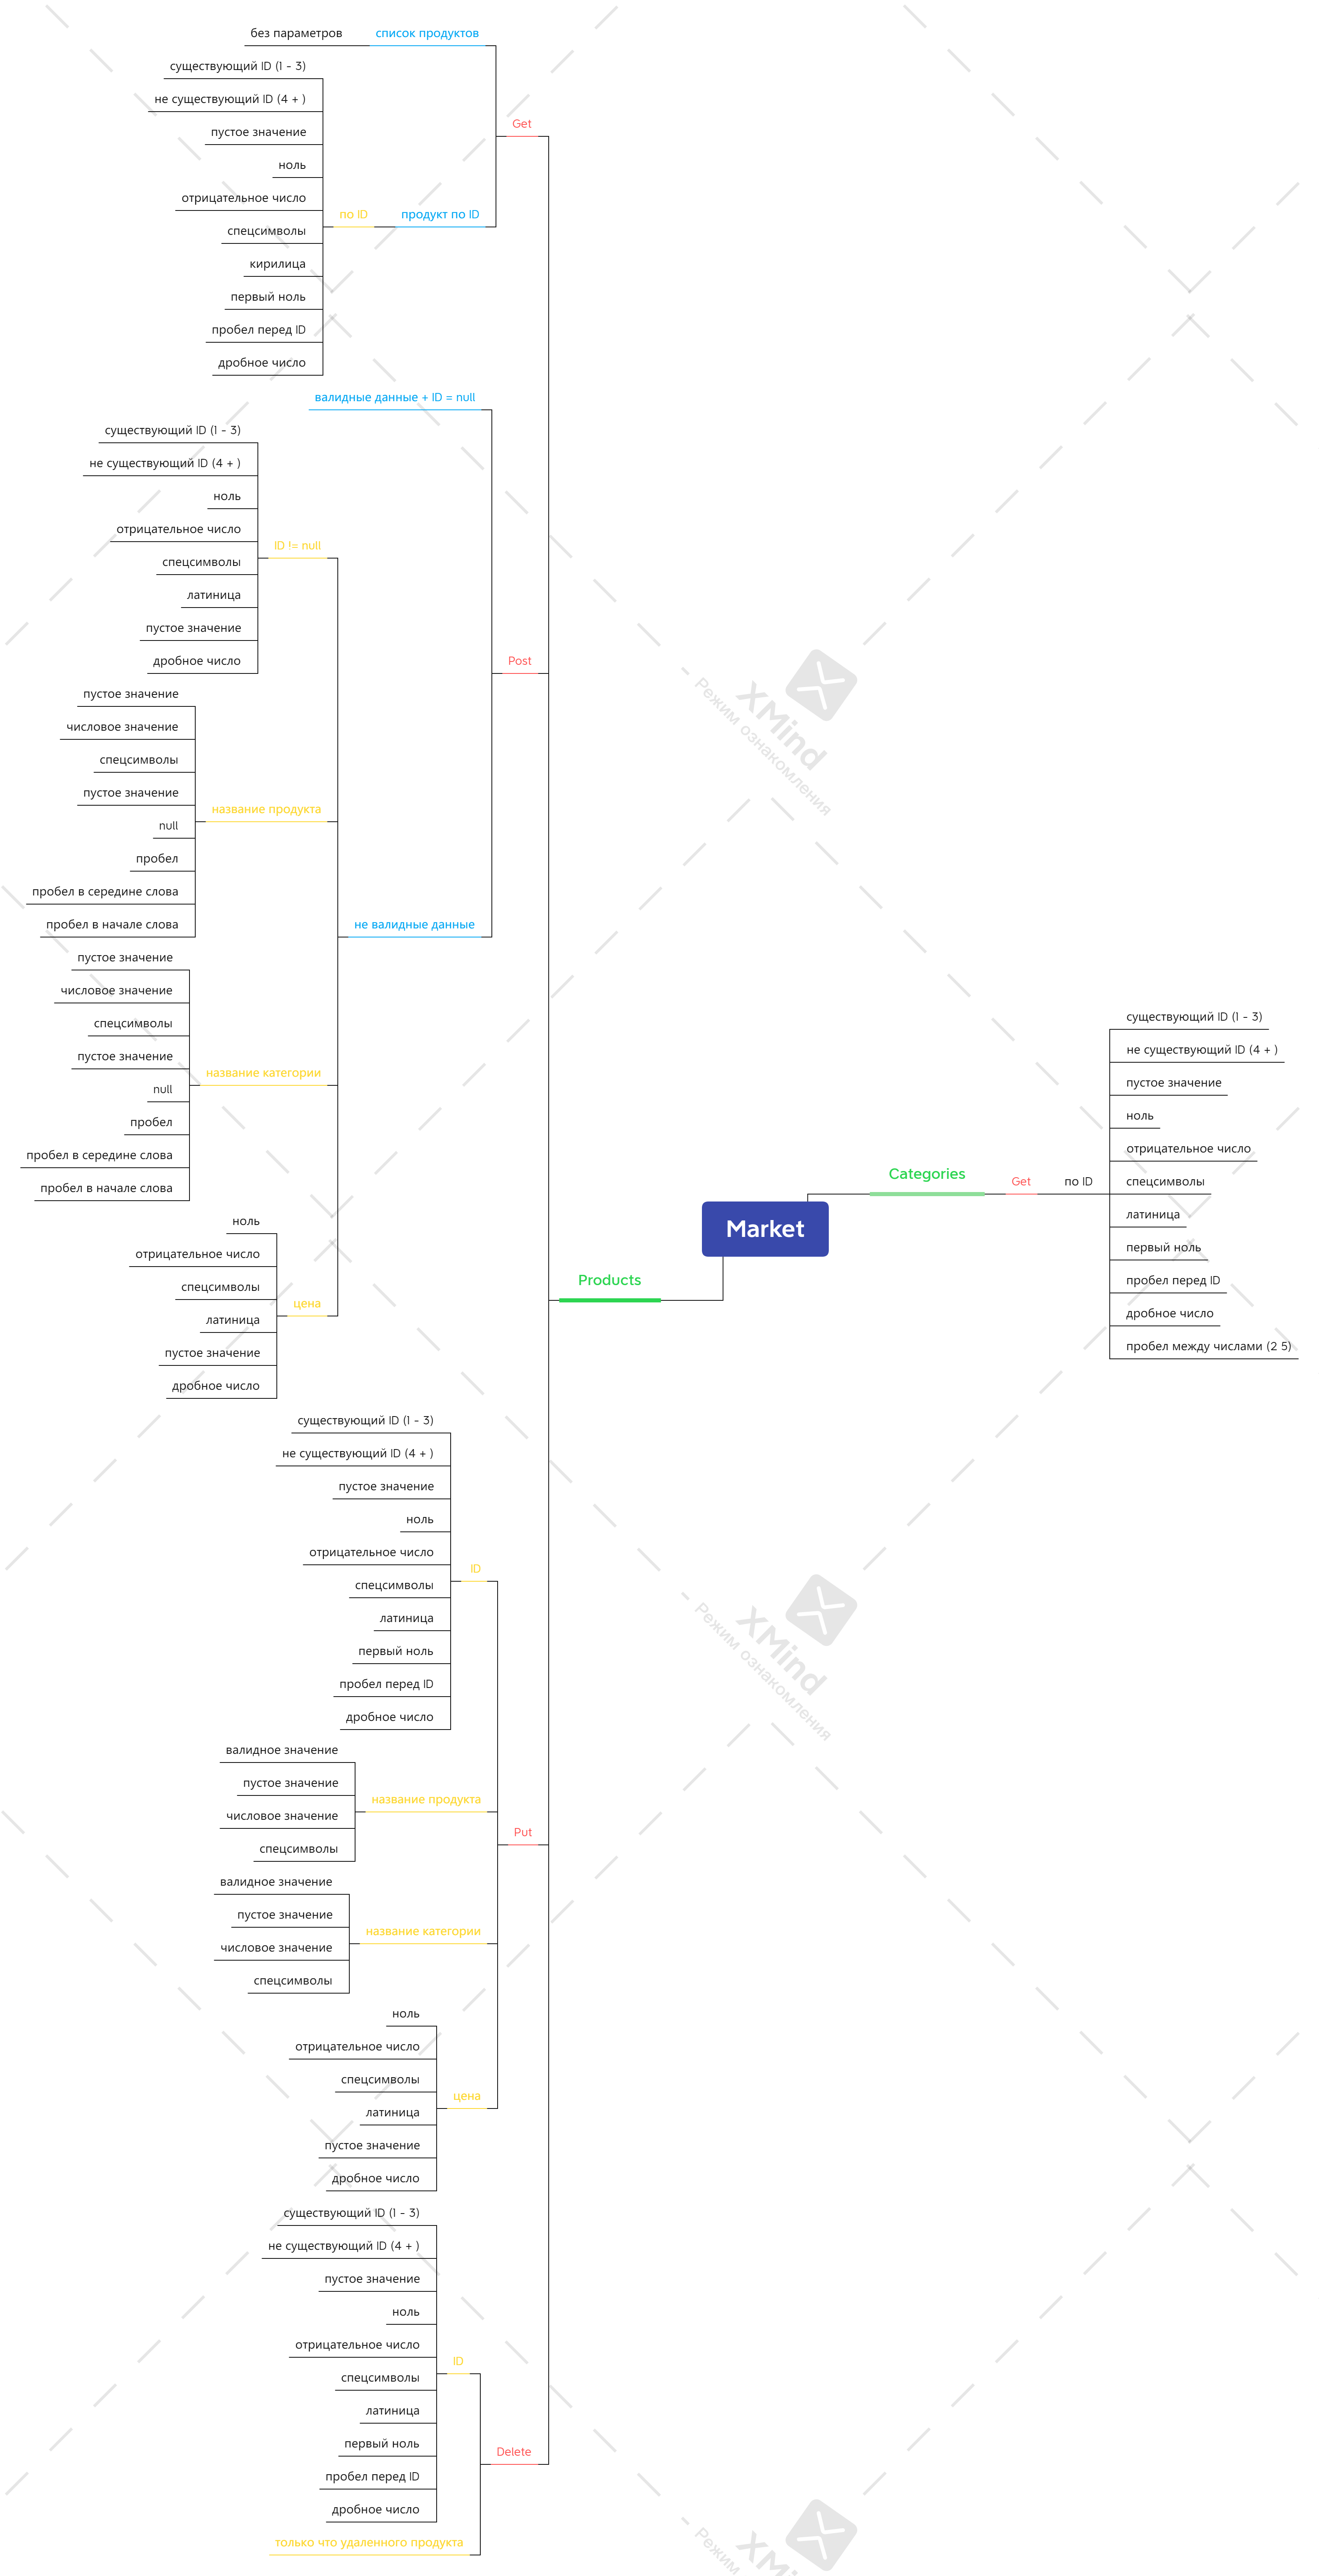 без параметров
список продуктов
существующий ID (1 - 3)
не существующий ID (4 + )
пустое значение
ноль
отрицательное число
спецсимволы
кирилица
первый ноль
пробел перед ID
дробное число
по ID
продукт по ID
Get
валидные данные + ID = null
существующий ID (1 - 3)
не существующий ID (4 + )
ноль
отрицательное число
спецсимволы
латиница
пустое значение
дробное число
ID != null
пустое значение
числовое значение
спецсимволы
пустое значение
null
пробел
пробел в середине слова
пробел в начале слова
название продукта
пустое значение
числовое значение
спецсимволы
пустое значение
null
пробел
пробел в середине слова
пробел в начале слова
название категории
ноль
отрицательное число
спецсимволы
латиница
пустое значение
дробное число
цена
не валидные данные
Post
существующий ID (1 - 3)
не существующий ID (4 + )
пустое значение
ноль
отрицательное число
спецсимволы
латиница
первый ноль
пробел перед ID
дробное число
ID
валидное значение
пустое значение
числовое значение
спецсимволы
название продукта
валидное значение
пустое значение
числовое значение
спецсимволы
название категории
ноль
отрицательное число
спецсимволы
латиница
пустое значение
дробное число
цена
Put
существующий ID (1 - 3)
не существующий ID (4 + )
пустое значение
ноль
отрицательное число
спецсимволы
латиница
первый ноль
пробел перед ID
дробное число
ID
только что удаленного продукта
Delete
Products
Market
Categories
Get
по ID
существующий ID (1 - 3)
не существующий ID (4 + )
пустое значение
ноль
отрицательное число
спецсимволы
латиница
первый ноль
пробел перед ID
дробное число
пробел между числами (2 5)
XMind
Режим ознакомления
XMind
Режим ознакомления
XMind
Режим